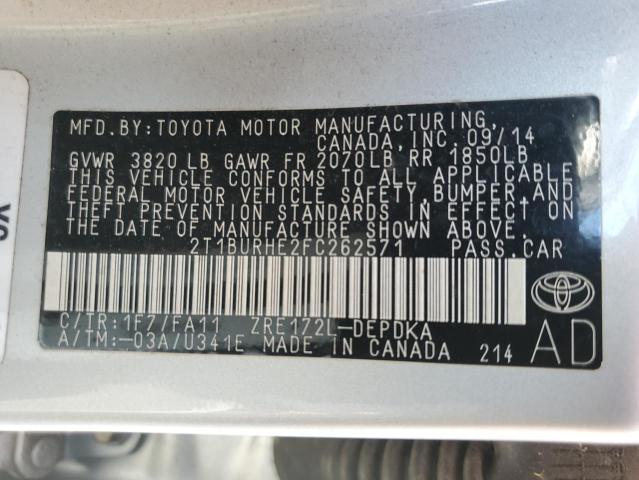 MFD.BY:TOYOTA MOTOR MANUFACTURING,
CANADA, INC. 09/14
GVWR 3820 LB GAWR FR 2070LB RR 1850LB
THIS VEHICLE CONFORMS TO ALL APPLICABLE
FEDERAL MOTOR VEHICLE SAFETY, BUMPER, AND
THEFT PREVENTION STANDARDS IN EFFECT ON
THE DATE OF MANUFACTURE SHOWN ABOVE.
2T1BURHE2FC262571 PASS.CAR
C/TR:1F7/FA11 ZRE172L-DEPDKA
A/TM:-03A/U341E MADE IN CANADA 214
AD